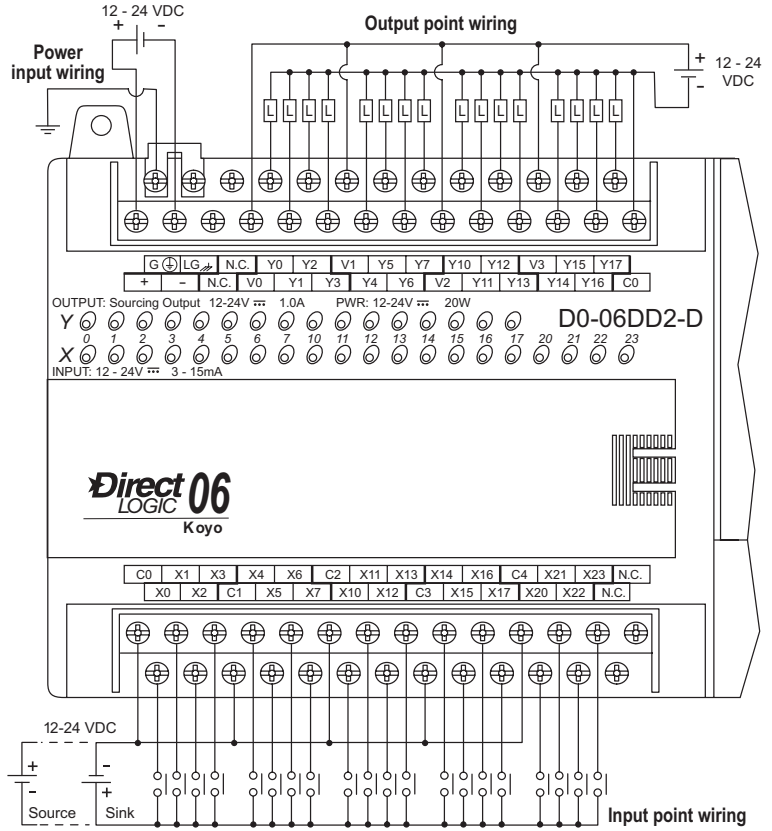 12 - 24 VDC
+ -
Power
input wiring
Output point wiring
+ 12 - 24
- VDC
L L L L L L L L L L L L L L L L
G LG N.C. Y0 Y2 V1 Y5 Y7 Y10 Y12 V3 Y15 Y17
+ - N.C. V0 Y1 Y3 Y4 Y6 V2 Y11 Y13 Y14 Y16 C0
OUTPUT: Sourcing Output 12-24V 1.0A PWR: 12-24V 20W
Y D0-06DD2-D
0 1 2 3 4 5 6 7 10 11 12 13 14 15 16 17 20 21 22 23
X
INPUT: 12 - 24V 3 - 15mA
Direct
LOGIC 06
Koyo
C0 X1 X3 X4 X6 C2 X11 X13 X14 X16 C4 X21 X23 N.C.
X0 X2 C1 X5 X7 X10 X12 C3 X15 X17 X20 X22 N.C.
12-24 VDC
+ -
- +
Source Sink
Input point wiring